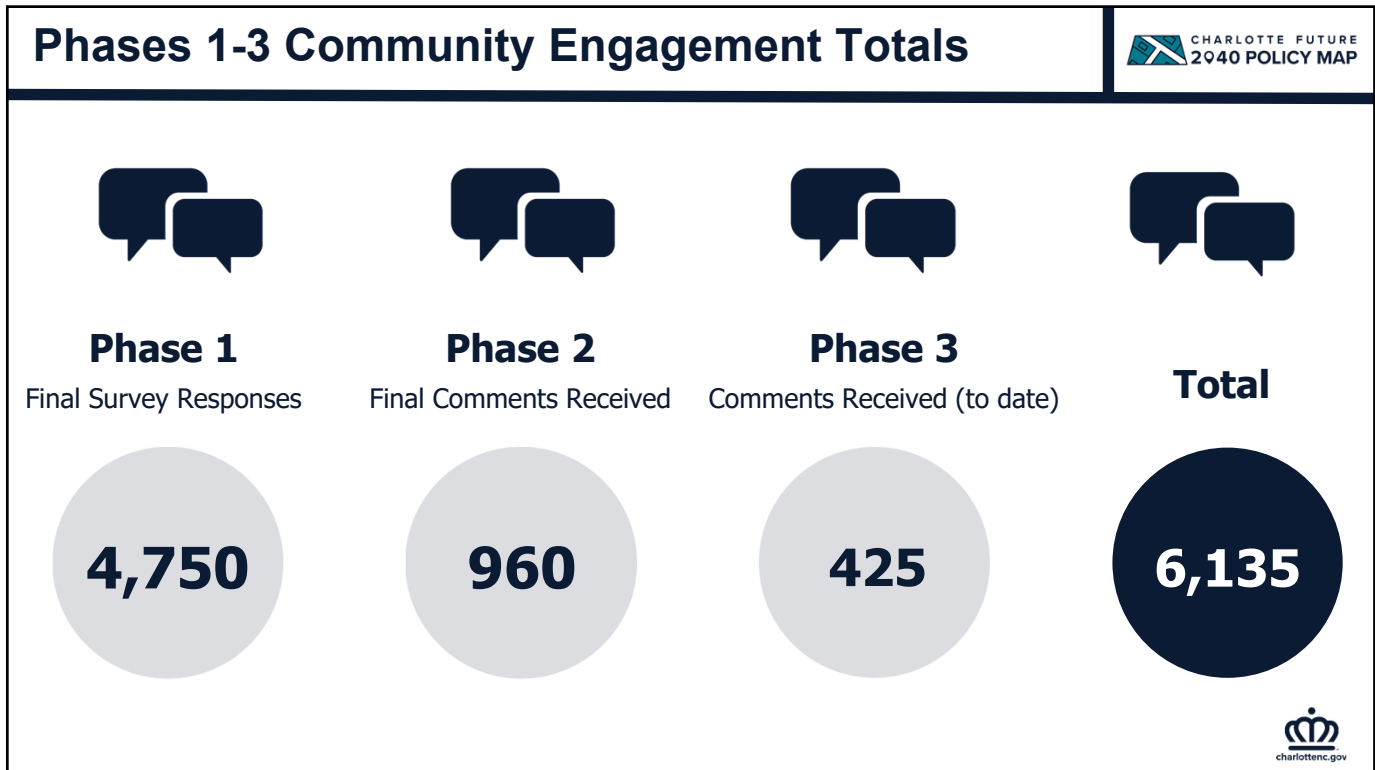 Phases 1-3 Community Engagement Totals
CHARLOTTE FUTURE
2040 POLICY MAP
Phase 1
Final Survey Responses
4,750
Phase 2
Final Comments Received
960
Phase 3
Comments Received (to date)
425
Total
6,135
charlottenc.gov